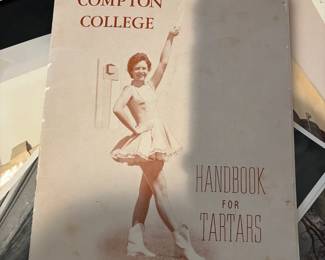 COMPTON
COLLEGE
HANDBOOK
FOR
TARTARS